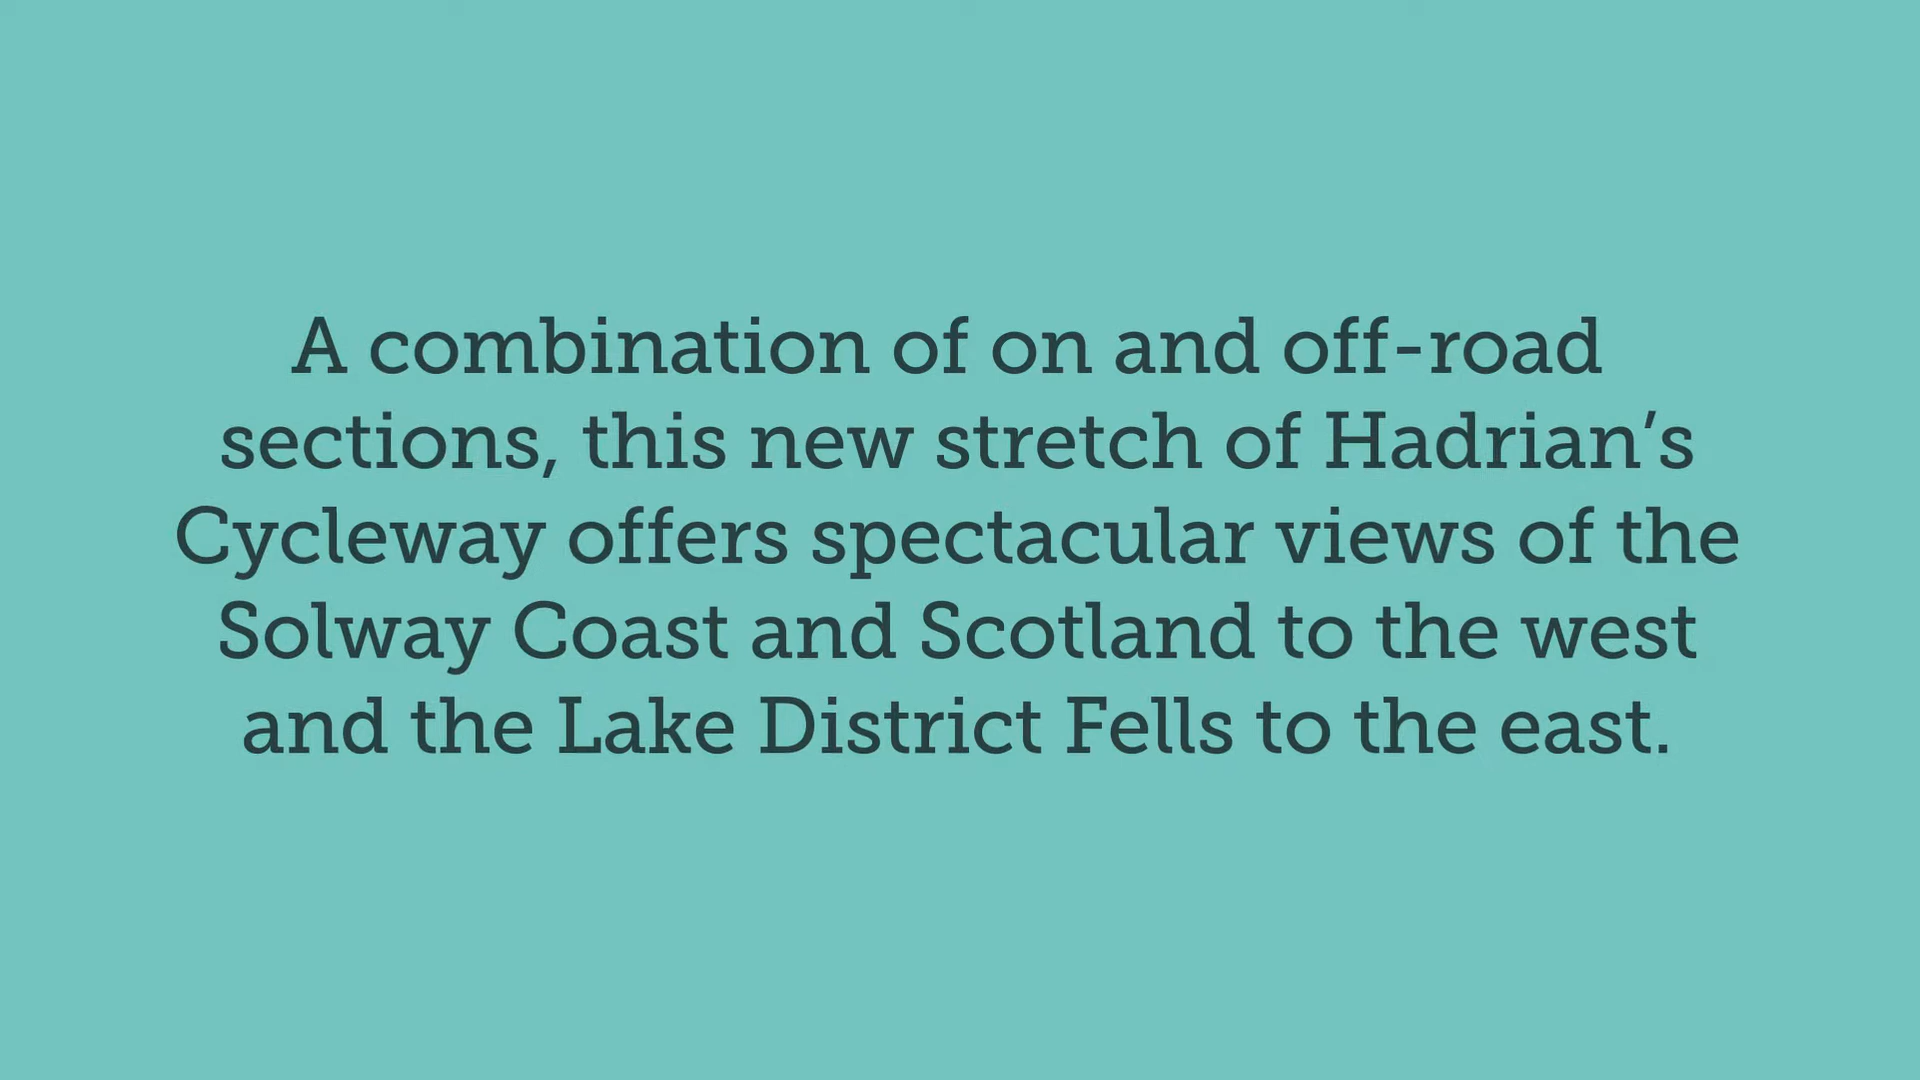 A combination of on and off-road
sections, this new stretch of Hadrian’s
Cycleway offers spectacular views of the
Solway Coast and Scotland to the west
and the Lake District Fells to the east.